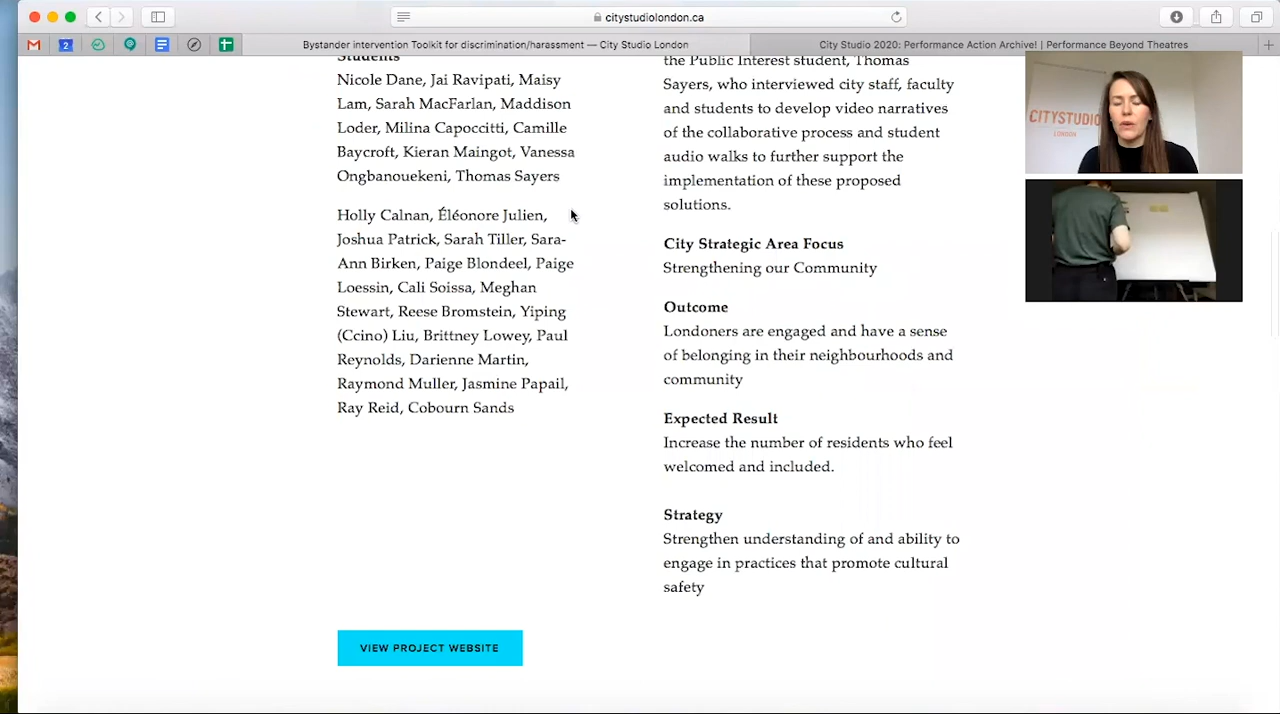 citystudiolondon.ca
2
Bystander intervention Toolkit for discrimination/harassment — City Studio London
City Studio 2020: Performance Action Archive! | Performance Beyond Theatres
Students
Nicole Dane, Jai Ravipati, Maisy
Lam, Sarah MacFarlan, Maddison
Loder, Milina Capoccitti, Camille
Baycroft, Kieran Maingot, Vanessa
Ongbanouekeni, Thomas Sayers
Holly Calnan, Éléonore Julien,
Joshua Patrick, Sarah Tiller, Sara-
Ann Birken, Paige Blondeel, Paige
Loessin, Cali Soissa, Meghan
Stewart, Reese Bromstein, Yiping
(Ccino) Liu, Brittney Lowey, Paul
Reynolds, Darienne Martin,
Raymond Muller, Jasmine Papail,
Ray Reid, Cobourn Sands
VIEW PROJECT WEBSITE
the Public Interest student, Thomas
Sayers, who interviewed city staff, faculty
and students to develop video narratives
of the collaborative process and student
audio walks to further support the
implementation of these proposed
solutions.
City Strategic Area Focus
Strengthening our Community
Outcome
Londoners are engaged and have a sense
of belonging in their neighbourhoods and
community
Expected Result
Increase the number of residents who feel
welcomed and included.
Strategy
Strengthen understanding of and ability to
engage in practices that promote cultural
safety
CITYSTUDIO
LONDON